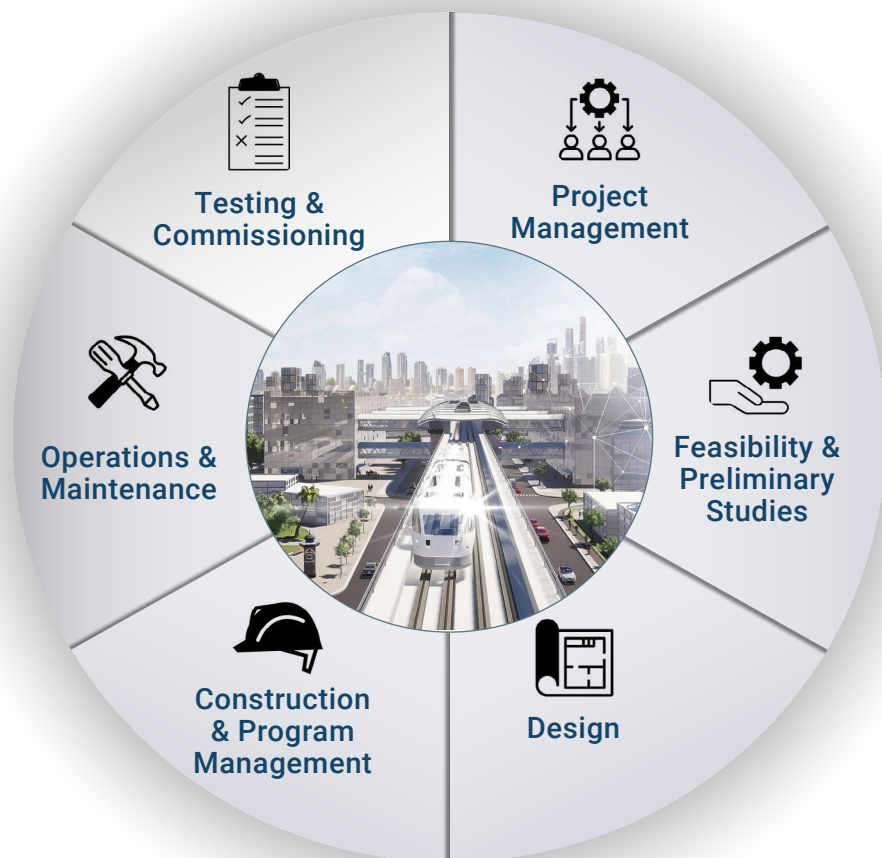 Testing &
Commissioning
Project
Management
Operations &
Maintenance
Feasibility &
Preliminary
Studies
Construction
& Program
Management
Design